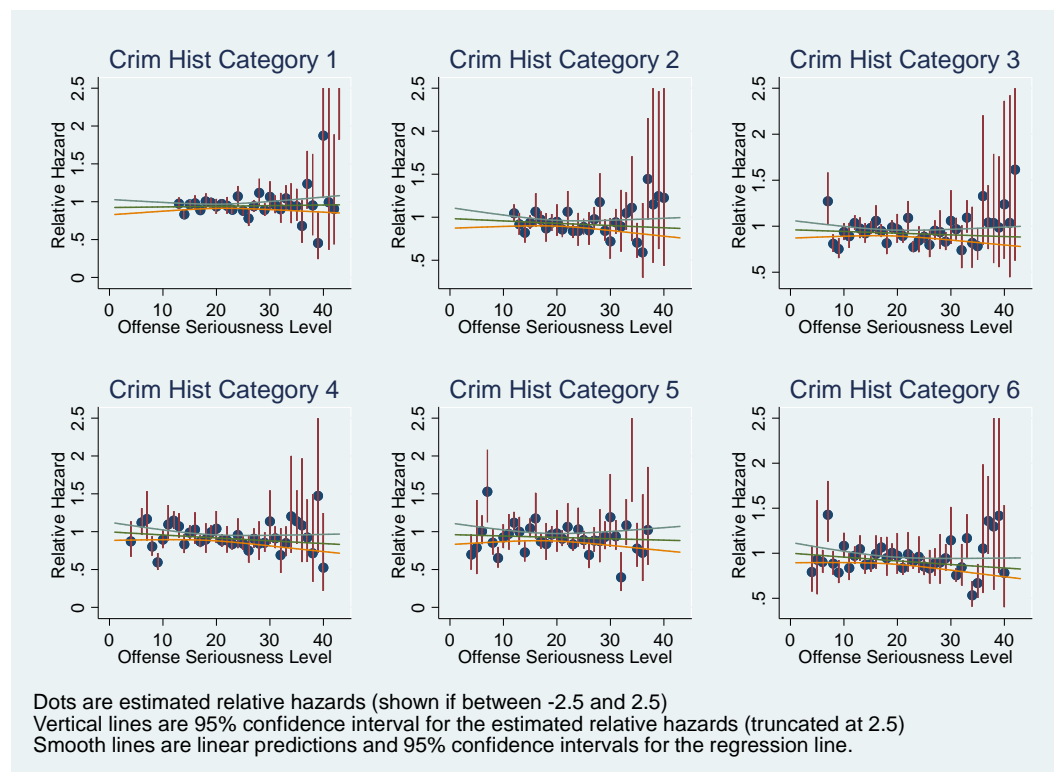 Crim Hist Category 1
Crim Hist Category 2
Crim Hist Category 3
Relative Hazard
0 .5 1 1.5 2 2.5
0 10 20 30 40
Offense Seriousness Level
Relative Hazard
.5 1 1.5 2 2.5
0 10 20 30 40
Offense Seriousness Level
Relative Hazard
.5 1 1.5 2 2.5
0 10 20 30 40
Offense Seriousness Level
Crim Hist Category 4
Crim Hist Category 5
Crim Hist Category 6
Relative Hazard
0 .5 1 1.5 2 2.5
0 10 20 30 40
Offense Seriousness Level
Relative Hazard
0 .5 1 1.5 2 2.5
0 10 20 30 40
Offense Seriousness Level
Relative Hazard
.5 1 1.5 2 2.5
0 10 20 30 40
Offense Seriousness Level
Dots are estimated relative hazards (shown if between -2.5 and 2.5)
Vertical lines are 95% confidence interval for the estimated relative hazards (truncated at 2.5)
Smooth lines are linear predictions and 95% confidence intervals for the regression line.